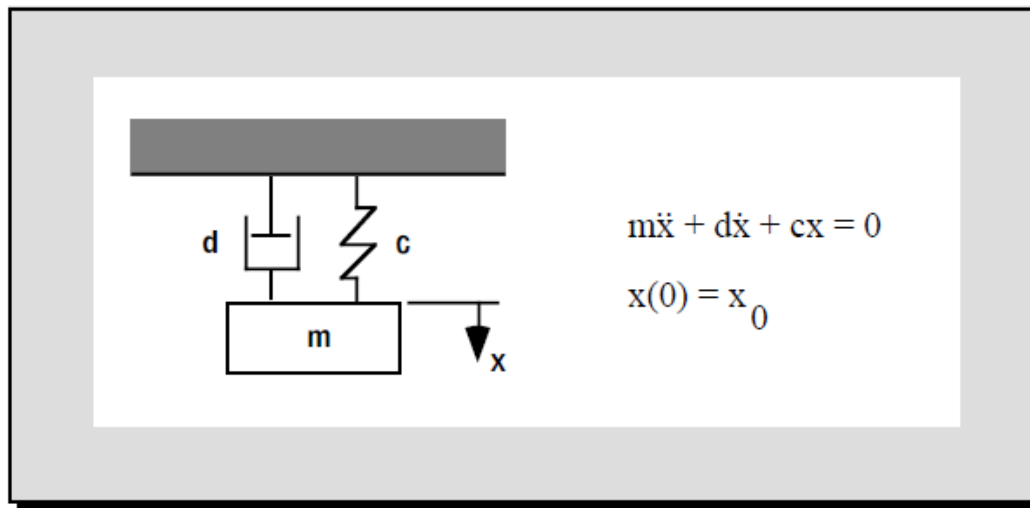 d
c
m
x
mẍ + dẋ + cx = 0
x(0) = x₀